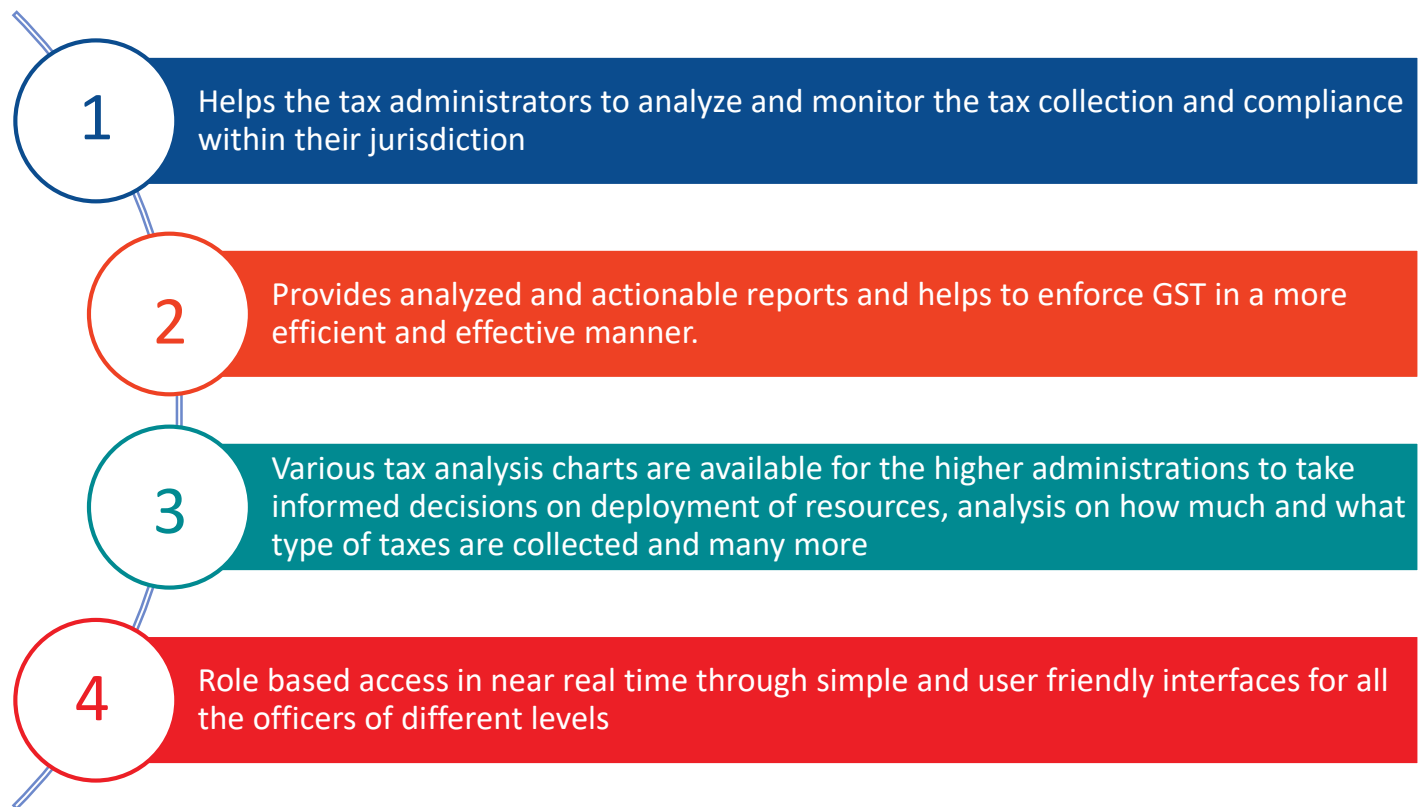 1
Helps the tax administrators to analyze and monitor the tax collection and compliance
within their jurisdiction
2
Provides analyzed and actionable reports and helps to enforce GST in a more
efficient and effective manner.
3
Various tax analysis charts are available for the higher administrations to take
informed decisions on deployment of resources, analysis on how much and what
type of taxes are collected and many more
4
Role based access in near real time through simple and user friendly interfaces for all
the officers of different levels